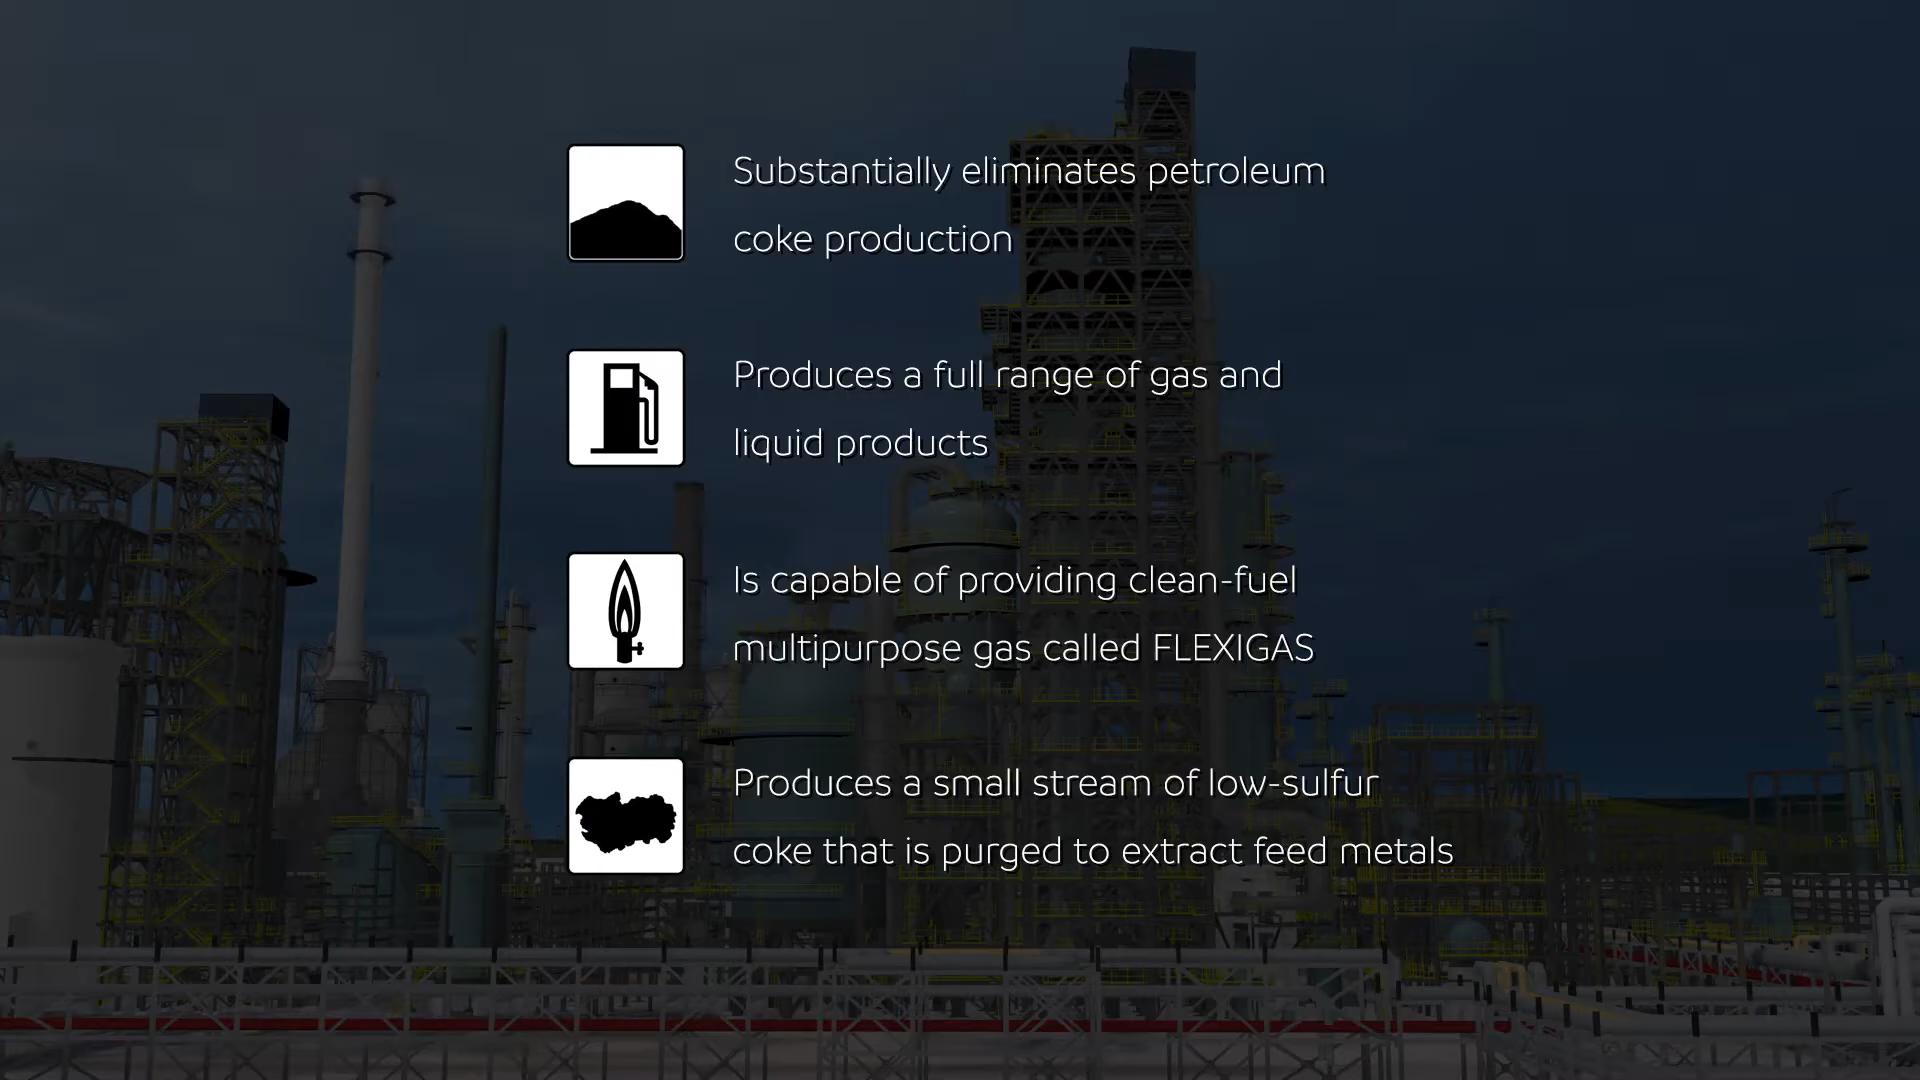 Substantially eliminates petroleum
coke production
Produces a full range of gas and
liquid products
Is capable of providing clean-fuel
multipurpose gas called FLEXIGAS
Produces a small stream of low-sulfur
coke that is purged to extract feed metals